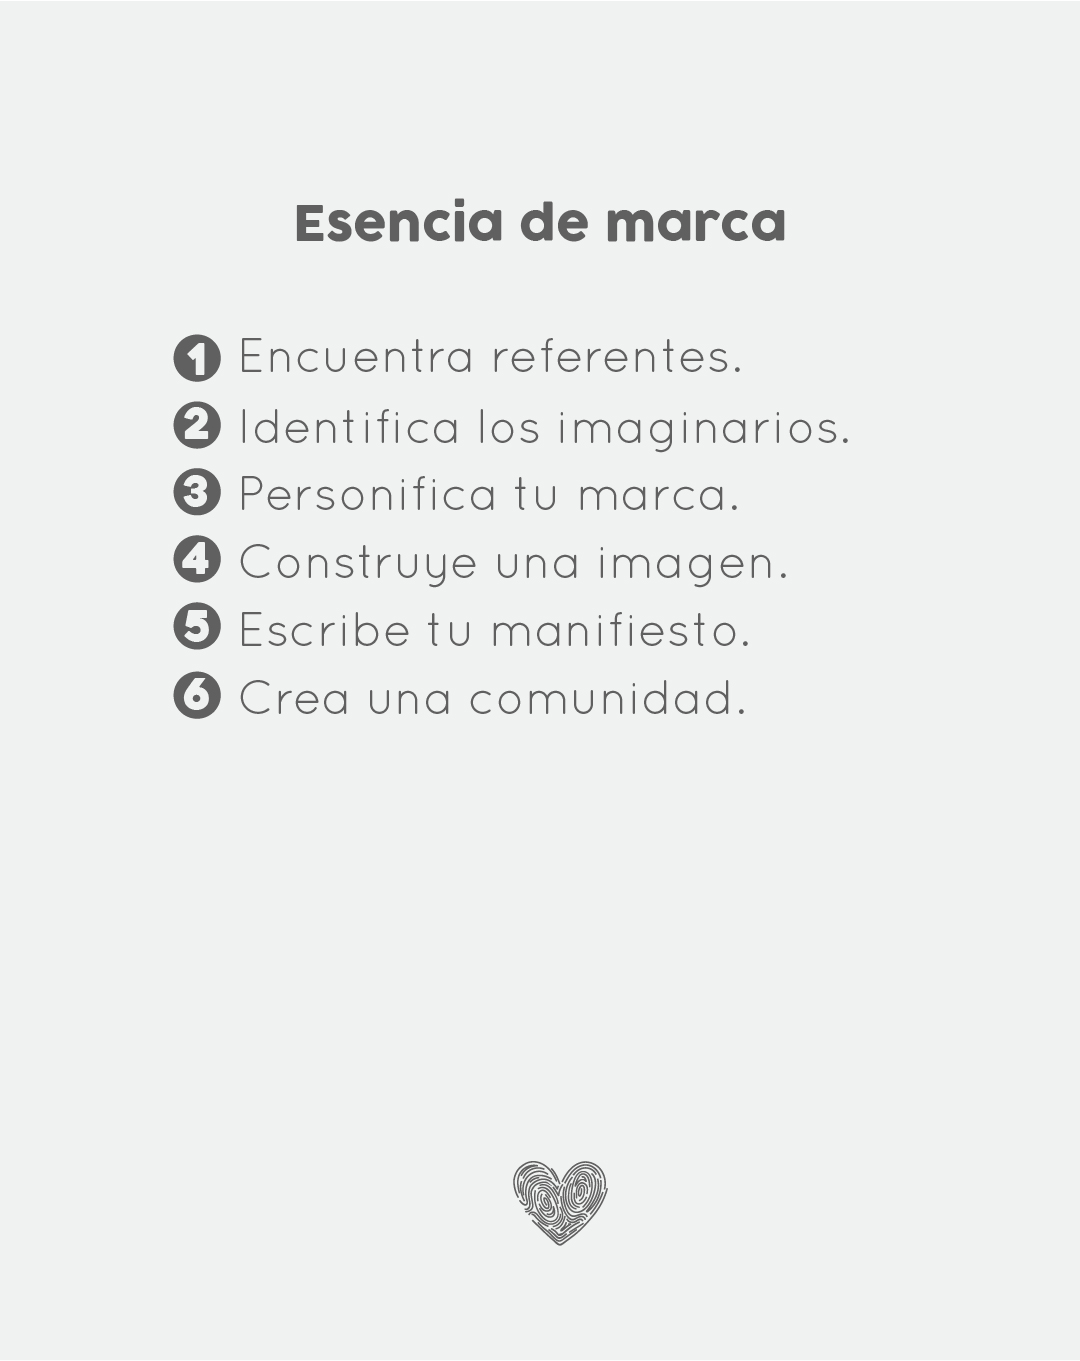 Esencia de marca
1 Encuentra referentes.
2 Identifica los imaginarios.
3 Personifica tu marca.
4 Construye una imagen.
5 Escribe tu manifiesto.
6 Crea una comunidad.